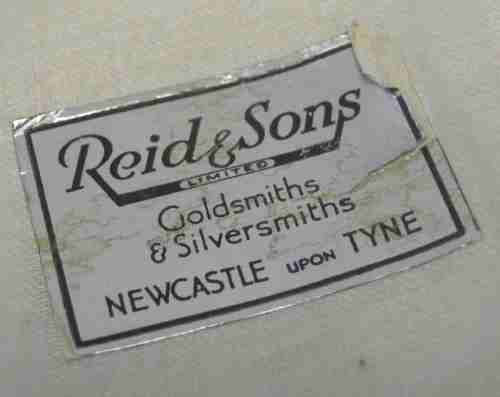 Reid & Sons
LIMITED
Goldsmiths
& Silversmiths
NEWCASTLE UPON TYNE